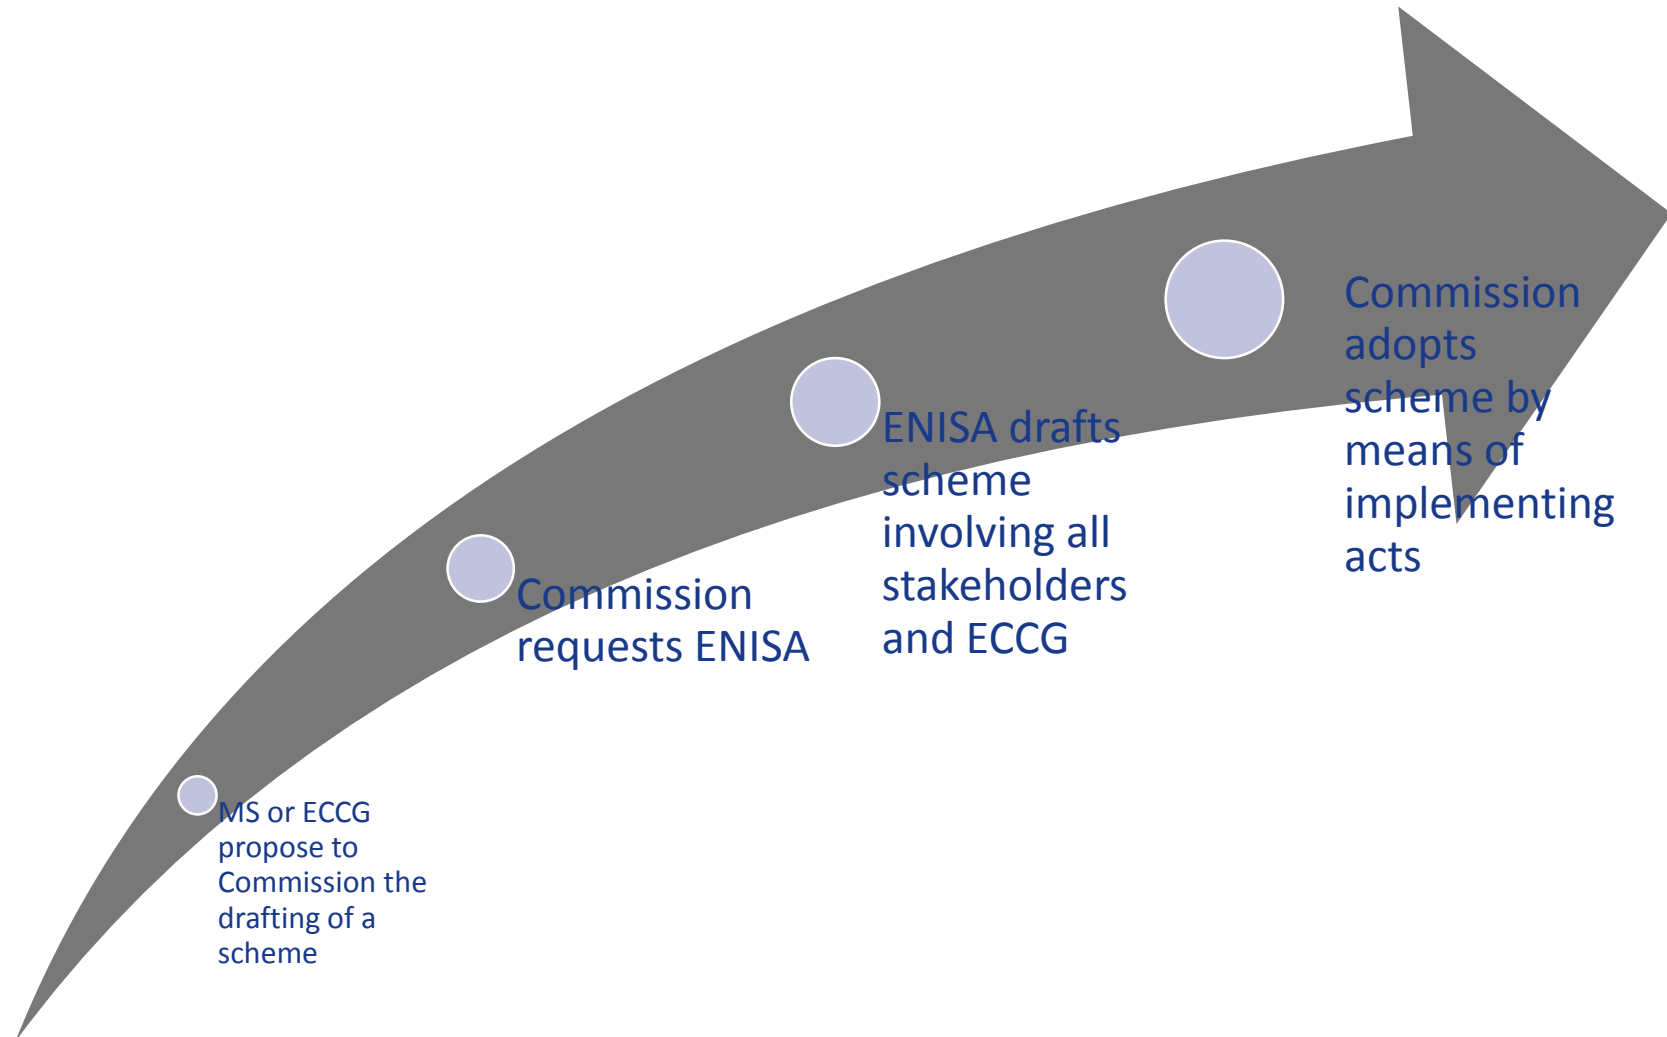 MS or ECCG
propose to
Commission the
drafting of a
scheme
Commission
requests ENISA
ENISA drafts
scheme
involving all
stakeholders
and ECCG
Commission
adopts
scheme by
means of
implementing
acts